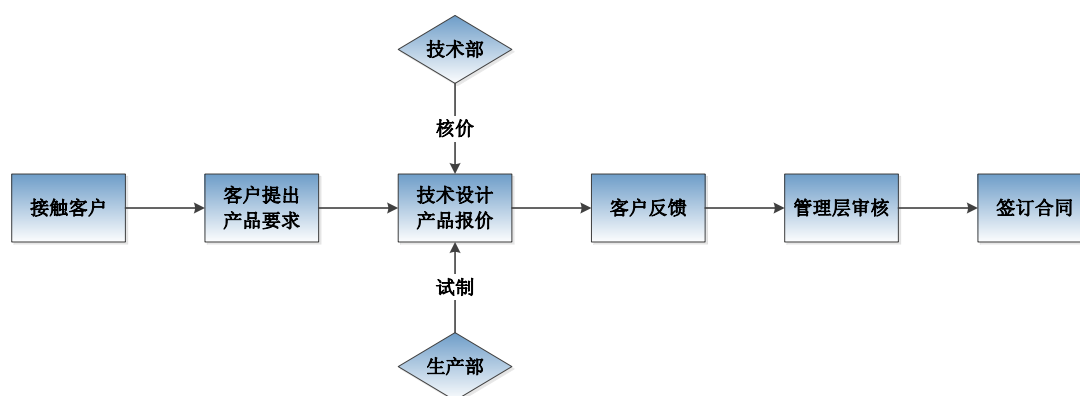 技术部
核价
接触客户
客户提出
产品要求
技术设计
产品报价
客户反馈
管理层审核
签订合同
试制
生产部